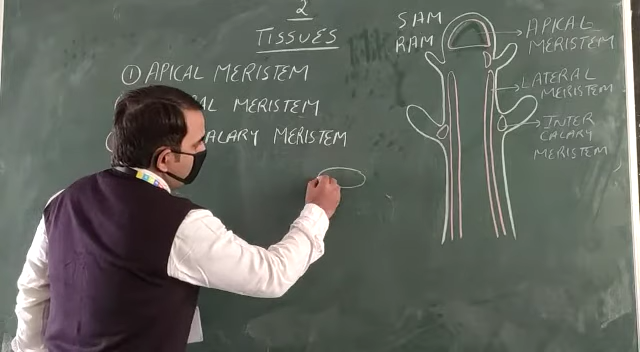 2
TISSUES
① APICAL MERISTEM
AL MERISTEM
CALARY MERISTEM
SAM
RAM
APICAL
MERISTEM
LATERAL
MERISTEM
INTER
CALARY
MERISTEM